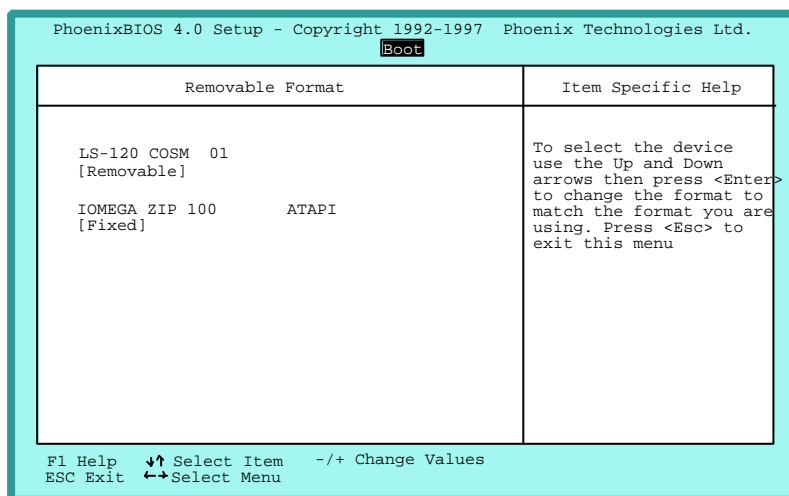 PhoenixBIOS 4.0 Setup - Copyright 1992-1997 Phoenix Technologies Ltd.
Boot
Removable Format
Item Specific Help
LS-120 COSM 01
[Removable]
IOMEGA ZIP 100 ATAPI
[Fixed]
To select the device
use the Up and Down
arrows then press <Enter>
to change the format to
match the format you are
using. Press <Esc> to
exit this menu
F1 Help ↓↑ Select Item -/+ Change Values
ESC Exit ←→ Select Menu